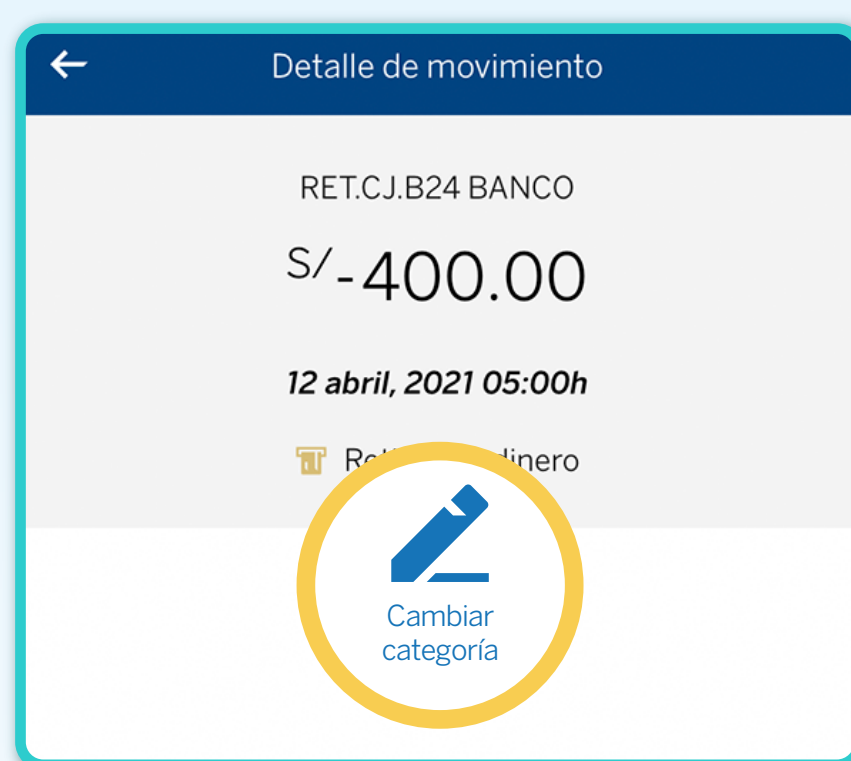 Detalle de movimiento
RET.CJ.B24 BANCO
S/-400.00
12 abril, 2021 05:00h
dinero
Cambiar
categoría